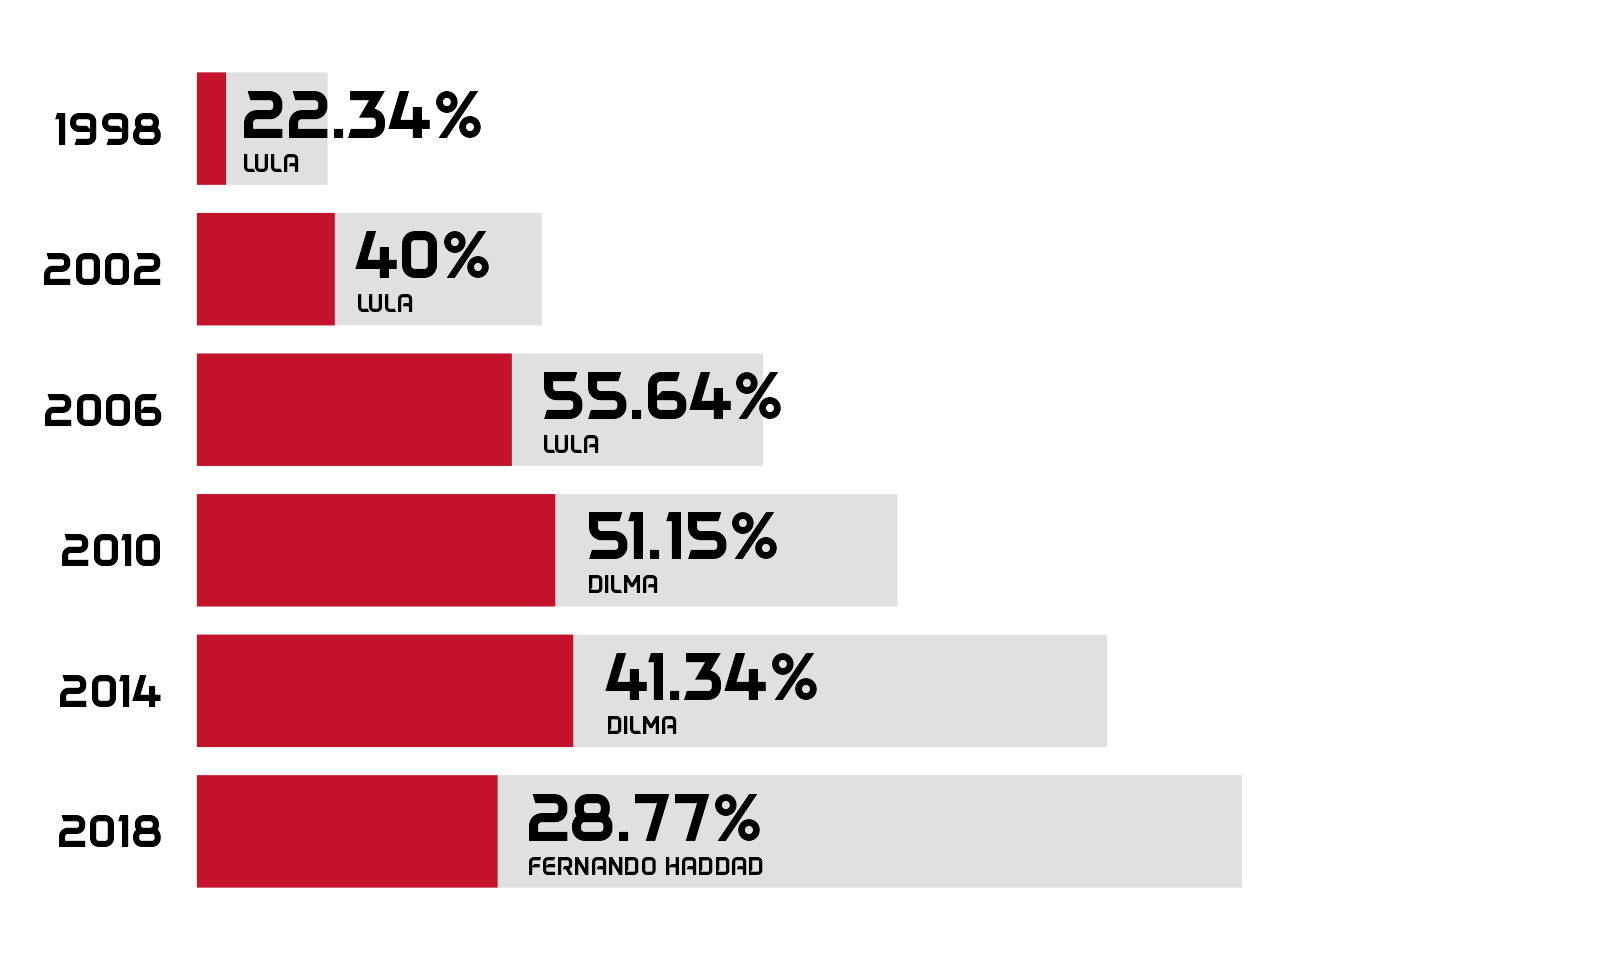 1998
22.34%
LULA
2002
40%
LULA
2006
55.64%
LULA
2010
51.15%
DILMA
2014
41.34%
DILMA
2018
28.77%
FERNANDO HADDAD